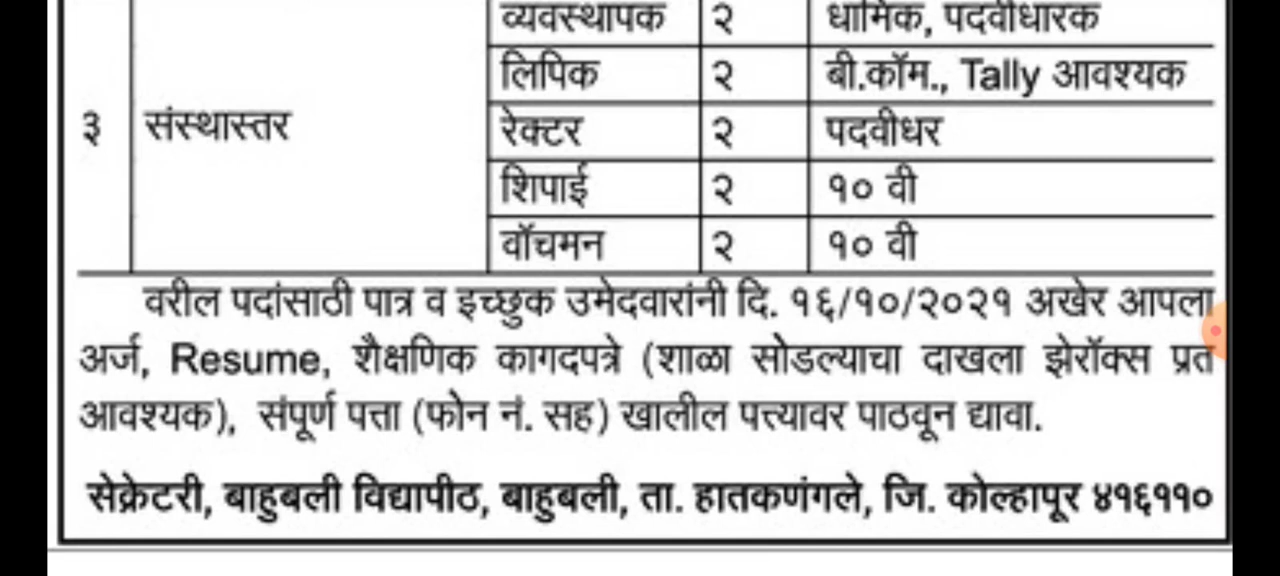 व्यवस्थापक २ धार्मिक, पदवीधारक
लिपिक २ बी.कॉम., Tally आवश्यक
३ संस्थास्तर रेक्टर २ पदवीधर
शिपाई २ १० वी
वॉचमन २ १० वी
वरील पदांसाठी पात्र व इच्छुक उमेदवारांनी दि. १६/१०/२०२१ अखेर आपला
अर्ज, Resume, शैक्षणिक कागदपत्रे (शाळा सोडल्याचा दाखला झेरॉक्स प्रत
आवश्यक), संपूर्ण पत्ता (फोन नं. सह) खालील पत्त्यावर पाठवून द्यावा.
सेक्रेटरी, बाहुबली विद्यापीठ, बाहुबली, ता. हातकणंगले, जि. कोल्हापूर ४१६११०